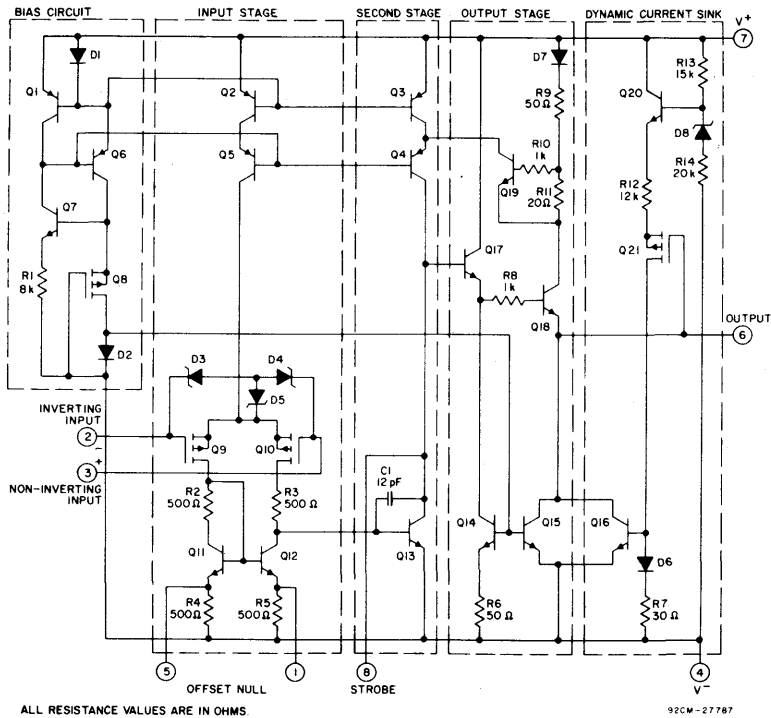 BIAS CIRCUIT
INPUT STAGE
SECOND STAGE
OUTPUT STAGE
DYNAMIC CURRENT SINK
V+
7
D1
D7
R13
15k
Q1
Q2
Q3
R9
50Ω
Q20
D8
Q6
Q5
Q4
R10
1k
Q19
R11
20Ω
R14
20k
R12
12k
Q7
Q17
Q21
R1
8k
Q8
R8
1k
Q18
OUTPUT
6
D2
D3
D4
D5
INVERTING
INPUT
2
-
+
3
NON-INVERTING
INPUT
Q9
Q10
C1
12 pF
R2
500Ω
R3
500Ω
Q14
Q15
Q16
Q11
Q12
Q13
D6
R4
500Ω
R5
500Ω
R6
50 Ω
R7
30 Ω
5
1
8
4
OFFSET NULL
STROBE
V-
ALL RESISTANCE VALUES ARE IN OHMS.
92CM-27787